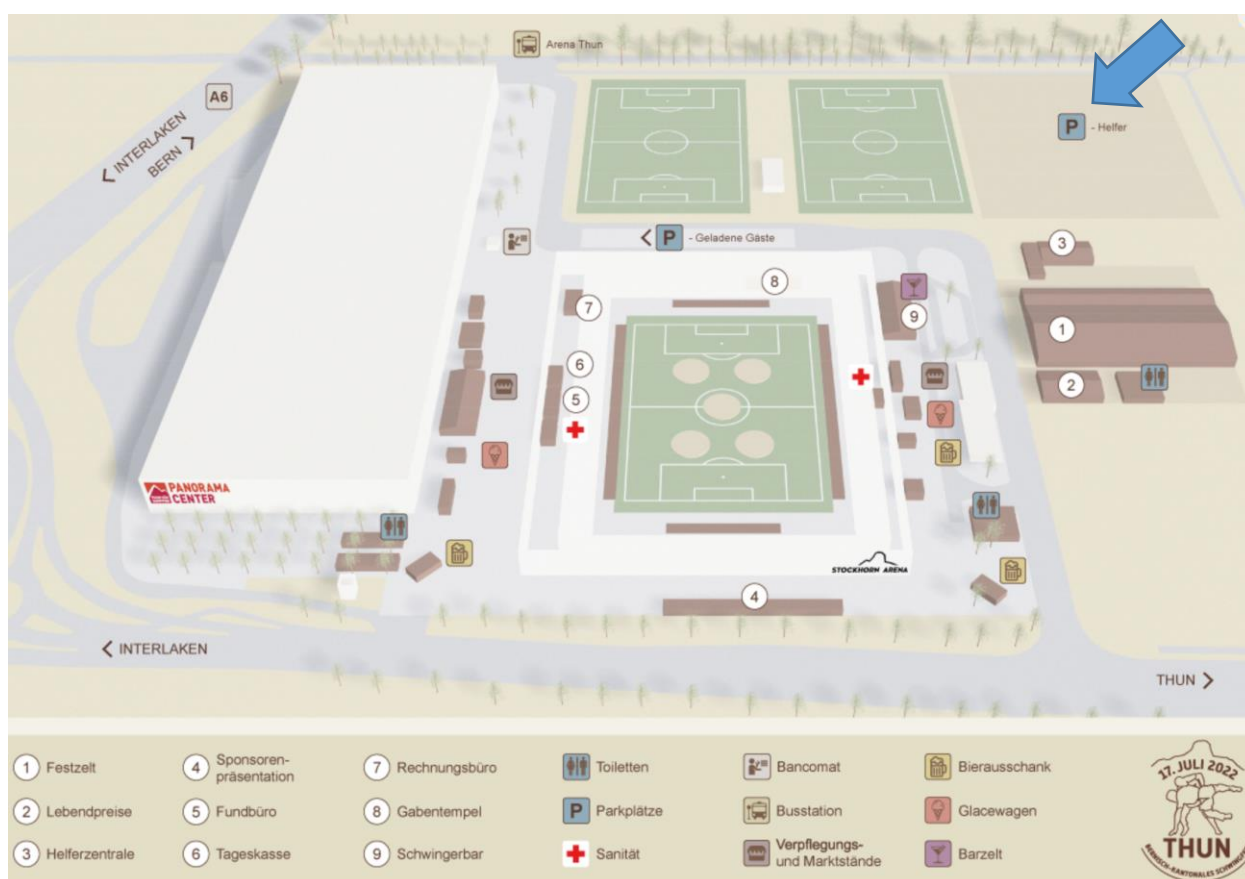 Arena Thun
A6
INTERLAKEN
BERN
P - Helfer
P - Geladene Gäste
3
8
7
9
1
6
2
5
PANORAMA
CENTER
STOCKHORN ARENA
4
INTERLAKEN
THUN
1 Festzelt
2 Lebendpreise
3 Helferzentrale
4 Sponsoren-
präsentation
5 Fundbüro
6 Tageskasse
7 Rechnungsbüro
8 Gabentempel
9 Schwingerbar
Toiletten
P Parkplätze
Sanität
Bancomat
Busstation
Verpflegungs-
und Marktstände
Bierausschank
Glacewagen
Barzelt
17. JULI 2022
THUN
BERNISCH-KANTONALES